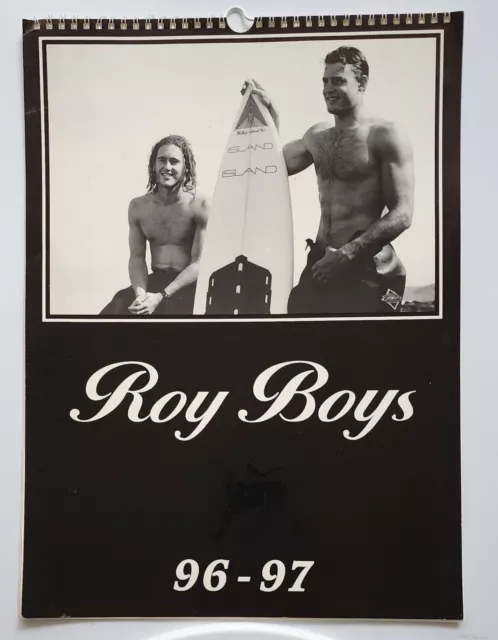 ISLAND
ISLAND
Roy Boys
96 - 97